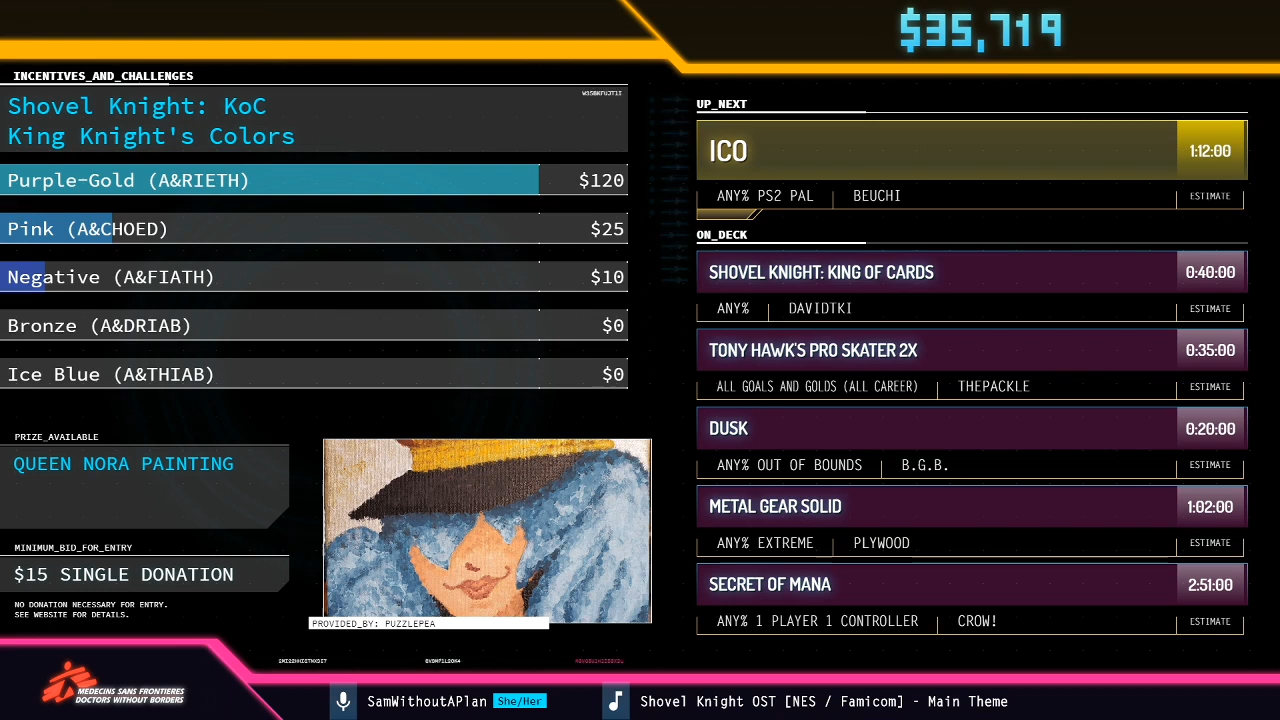 $35,719
INCENTIVES_AND_CHALLENGES
Shovel Knight: KoC
King Knight's Colors
Purple-Gold (A&RIETH) $120
Pink (A&CHOED) $25
Negative (A&FIATH) $10
Bronze (A&DRIAB) $0
Ice Blue (A&THIAB) $0
PRIZE_AVAILABLE
QUEEN NORA PAINTING
MINIMUM_BID_FOR_ENTRY
$15 SINGLE DONATION
NO DONATION NECESSARY FOR ENTRY.
SEE WEBSITE FOR DETAILS.
PROVIDED_BY: PUZZLEPEA
UP_NEXT
ICO 1:12:00
ANY% PS2 PAL BEUCHI ESTIMATE
ON_DECK
SHOVEL KNIGHT: KING OF CARDS 0:40:00
ANY% DAVIDTKI ESTIMATE
TONY HAWK'S PRO SKATER 2X 0:35:00
ALL GOALS AND GOLDS (ALL CAREER) THEPACKLE ESTIMATE
DUSK 0:20:00
ANY% OUT OF BOUNDS B.G.B. ESTIMATE
METAL GEAR SOLID 1:02:00
ANY% EXTREME PLYWOOD ESTIMATE
SECRET OF MANA 2:51:00
ANY% 1 PLAYER 1 CONTROLLER CROW! ESTIMATE
MEDECINS SANS FRONTIERES
DOCTORS WITHOUT BORDERS
SamWithoutAPlan She/Her
Shovel Knight OST [NES / Famicom] - Main Theme